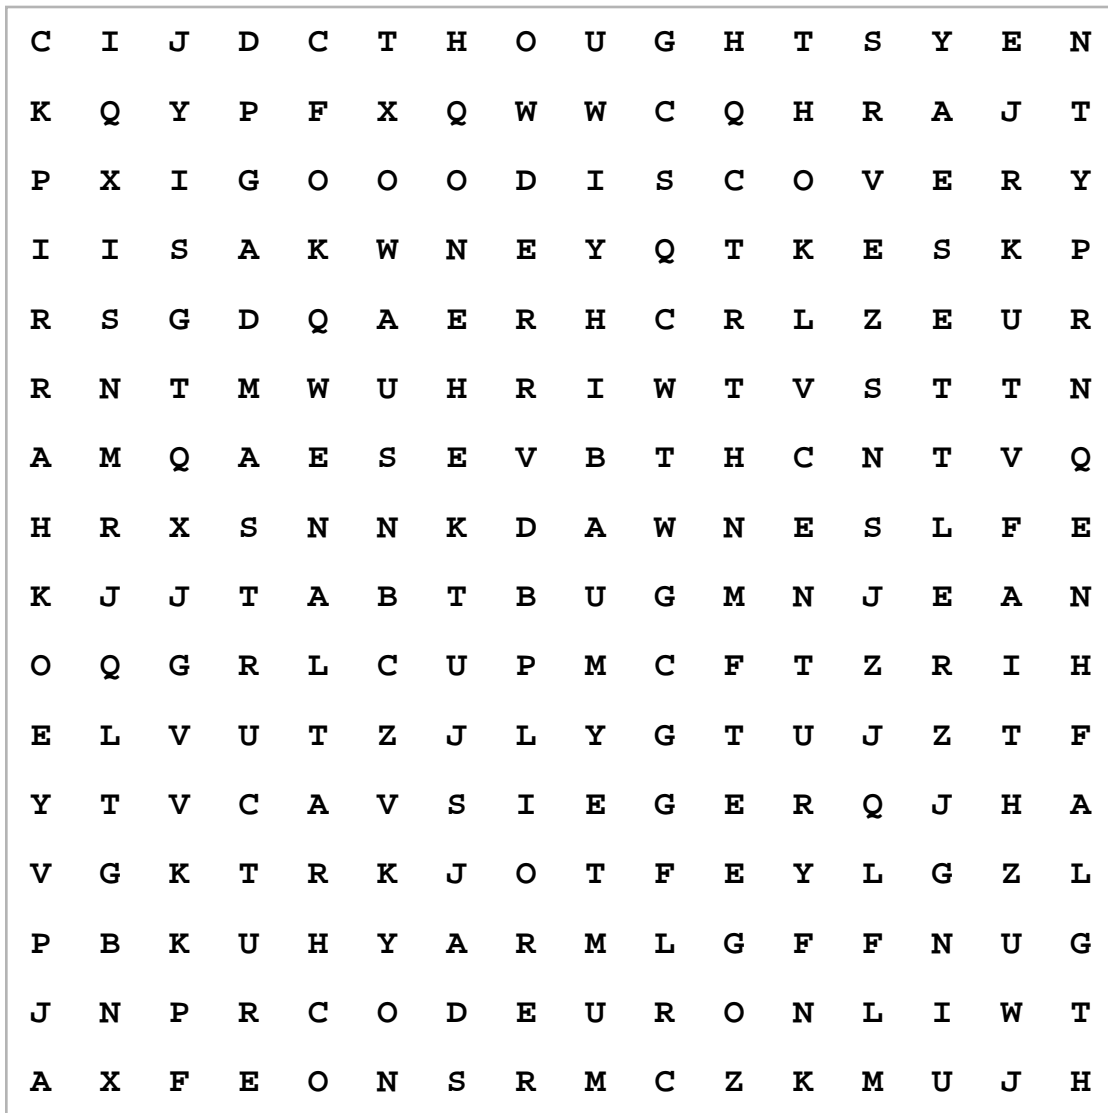 C I J D C T H O U G H T S Y E N
K Q Y P F X Q W W C Q H R A J T
P X I G O O O D I S C O V E R Y
I I S A K W N E Y Q T K E S K P
R S G D Q A E R H C R L Z E U R
R N T M W U H R I W T V S T T N
A M Q A E S E V B T H C N T V Q
H R X S N N K D A W N E S L F E
K J J T A B T B U G M N J E A N
O Q G R L C U P M C F T Z R I H
E L V U T Z J L Y G T U J Z T F
Y T V C A V S I E G E R Q J H A
V G K T R K J O T F E Y L G Z L
P B K U H Y A R M L G F F N U G
J N P R C O D E U R O N L I W T
A X F E O N S R M C Z K M U J H